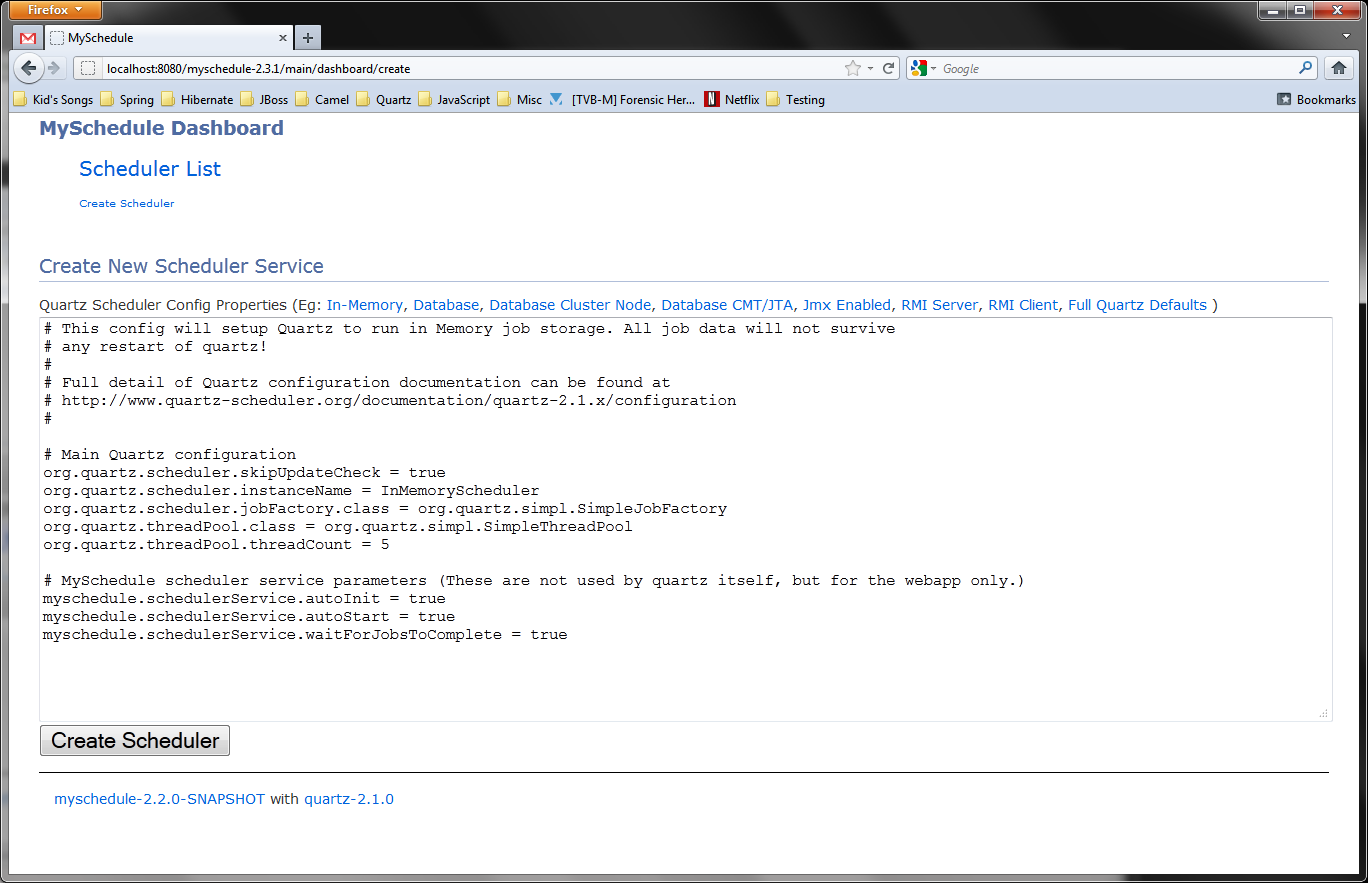 Firefox
MySchedule
localhost:8080/myschedule-2.3.1/main/dashboard/create
Google
Kid's Songs Spring Hibernate JBoss Camel Quartz JavaScript Misc [TVB-M] Forensic Her... Netflix Testing Bookmarks
MySchedule Dashboard
Scheduler List
Create Scheduler
Create New Scheduler Service
Quartz Scheduler Config Properties (Eg: In-Memory, Database, Database Cluster Node, Database CMT/JTA, Jmx Enabled, RMI Server, RMI Client, Full Quartz Defaults )
# This config will setup Quartz to run in Memory job storage. All job data will not survive
# any restart of quartz!
#
# Full detail of Quartz configuration documentation can be found at
# http://www.quartz-scheduler.org/documentation/quartz-2.1.x/configuration
#
# Main Quartz configuration
org.quartz.scheduler.skipUpdateCheck = true
org.quartz.scheduler.instanceName = InMemoryScheduler
org.quartz.scheduler.jobFactory.class = org.quartz.simpl.SimpleJobFactory
org.quartz.threadPool.class = org.quartz.simpl.SimpleThreadPool
org.quartz.threadPool.threadCount = 5
# MySchedule scheduler service parameters (These are not used by quartz itself, but for the webapp only.)
myschedule.schedulerService.autoInit = true
myschedule.schedulerService.autoStart = true
myschedule.schedulerService.waitForJobsToComplete = true
Create Scheduler
myschedule-2.2.0-SNAPSHOT with quartz-2.1.0